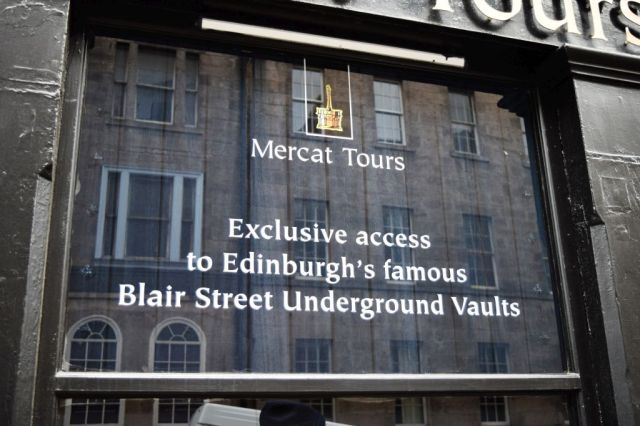 Tours
Mercat Tours
Exclusive access
to Edinburgh's famous
Blair Street Underground Vaults